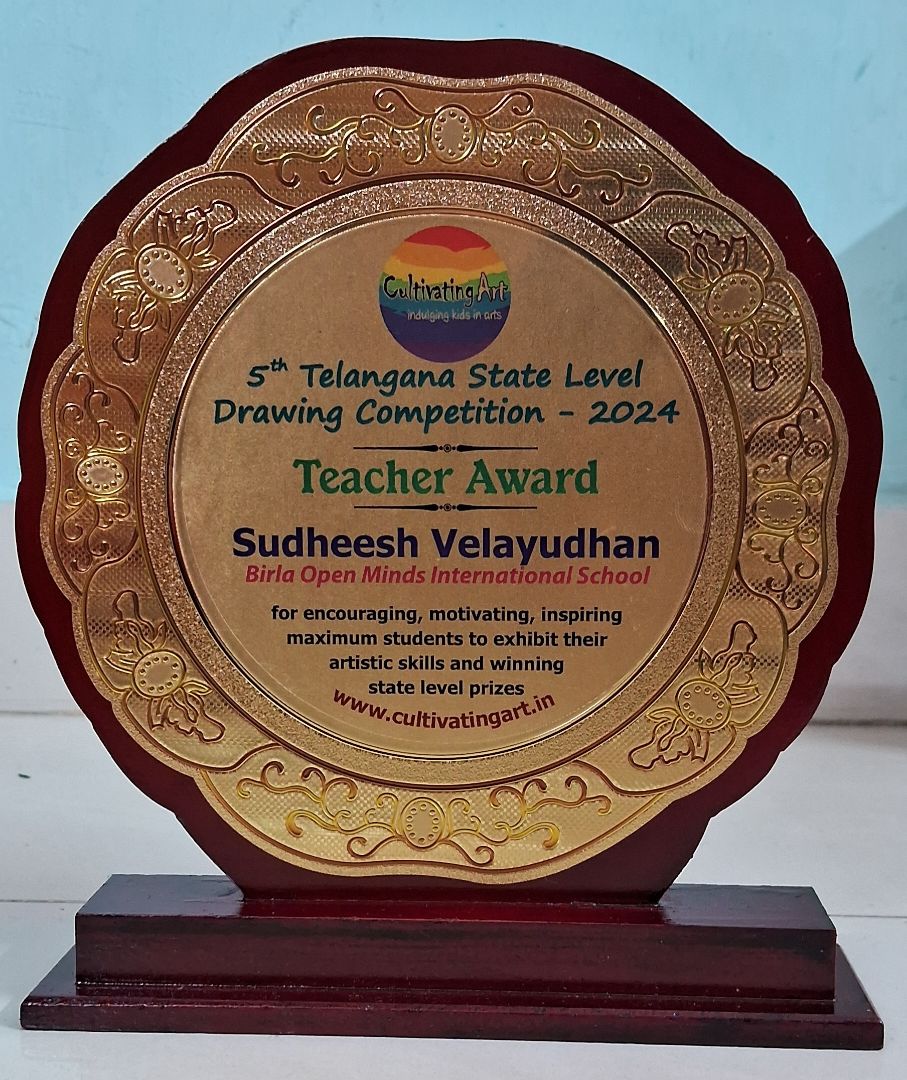 Cultivating Art
indulging kids in arts
5th Telangana State Level
Drawing Competition - 2024
Teacher Award
Sudheesh Velayudhan
Birla Open Minds International School
for encouraging, motivating, inspiring
maximum students to exhibit their
artistic skills and winning
state level prizes
www.cultivatingart.in